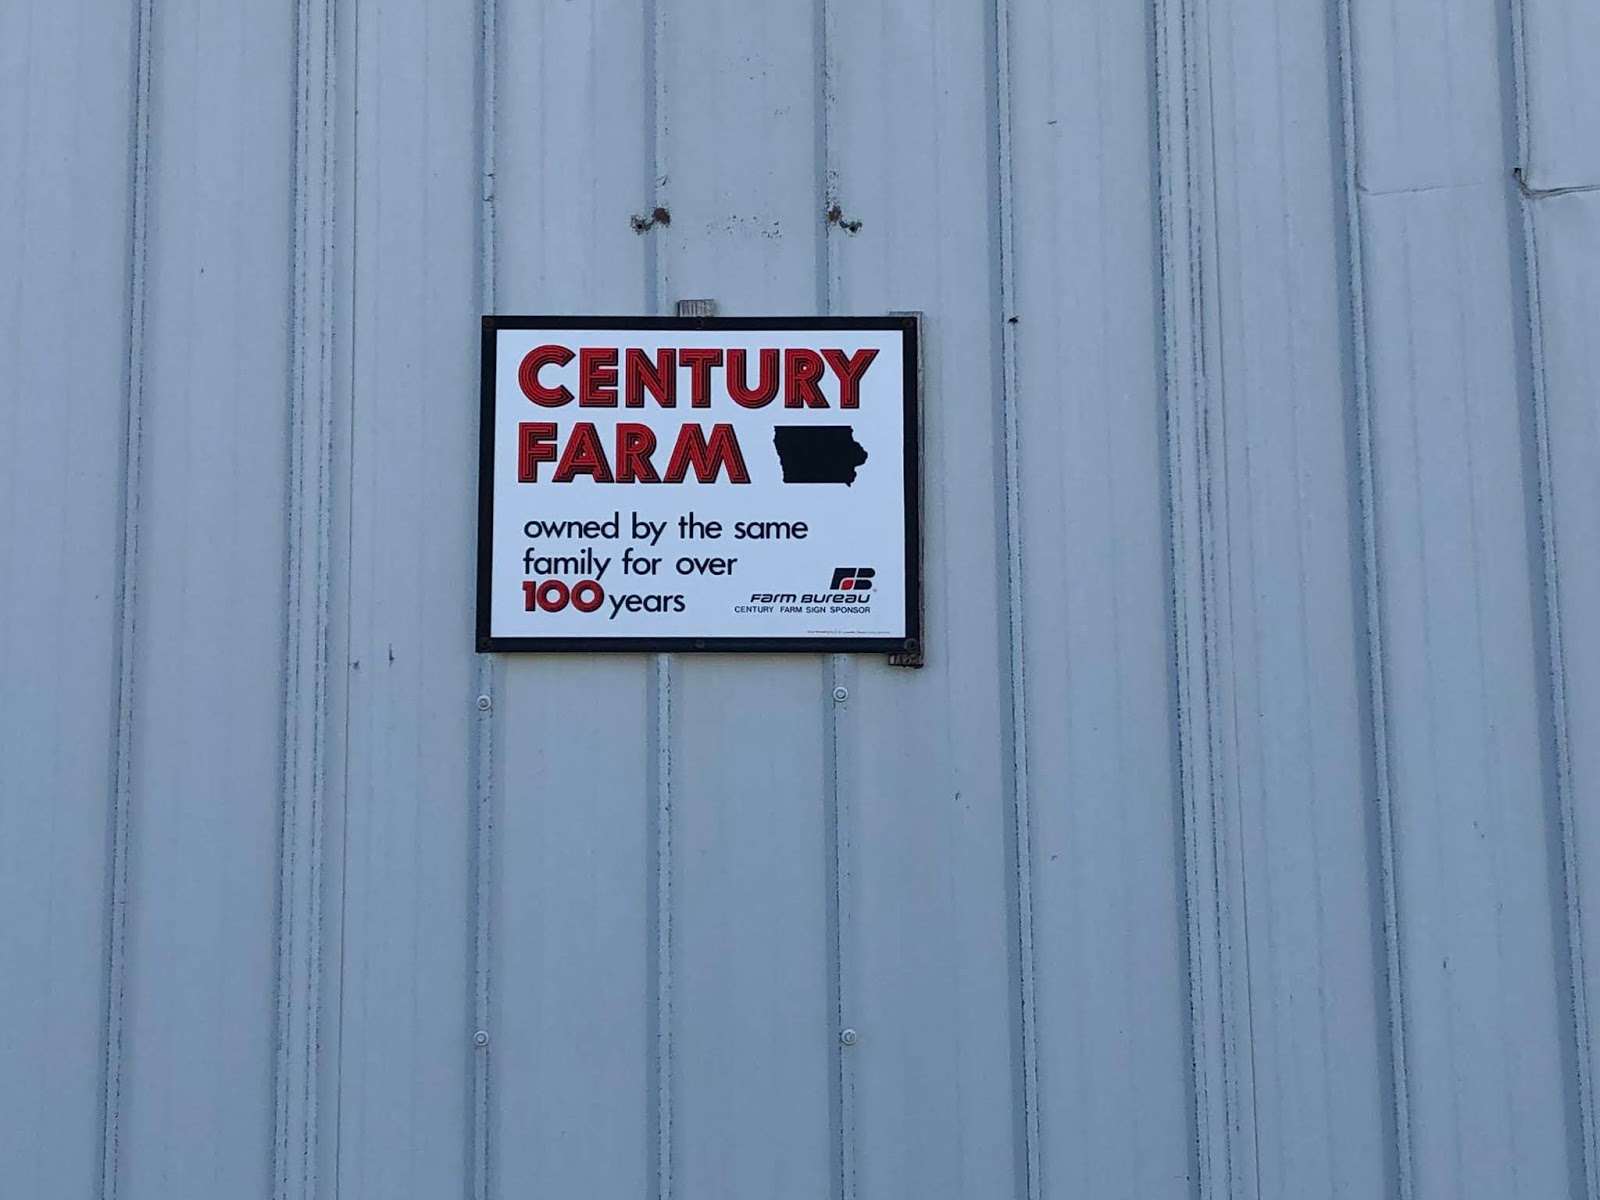 CENTURY
FARM
owned by the same
family for over
100 years
FB
FARM BUREAU
CENTURY FARM SIGN SPONSOR